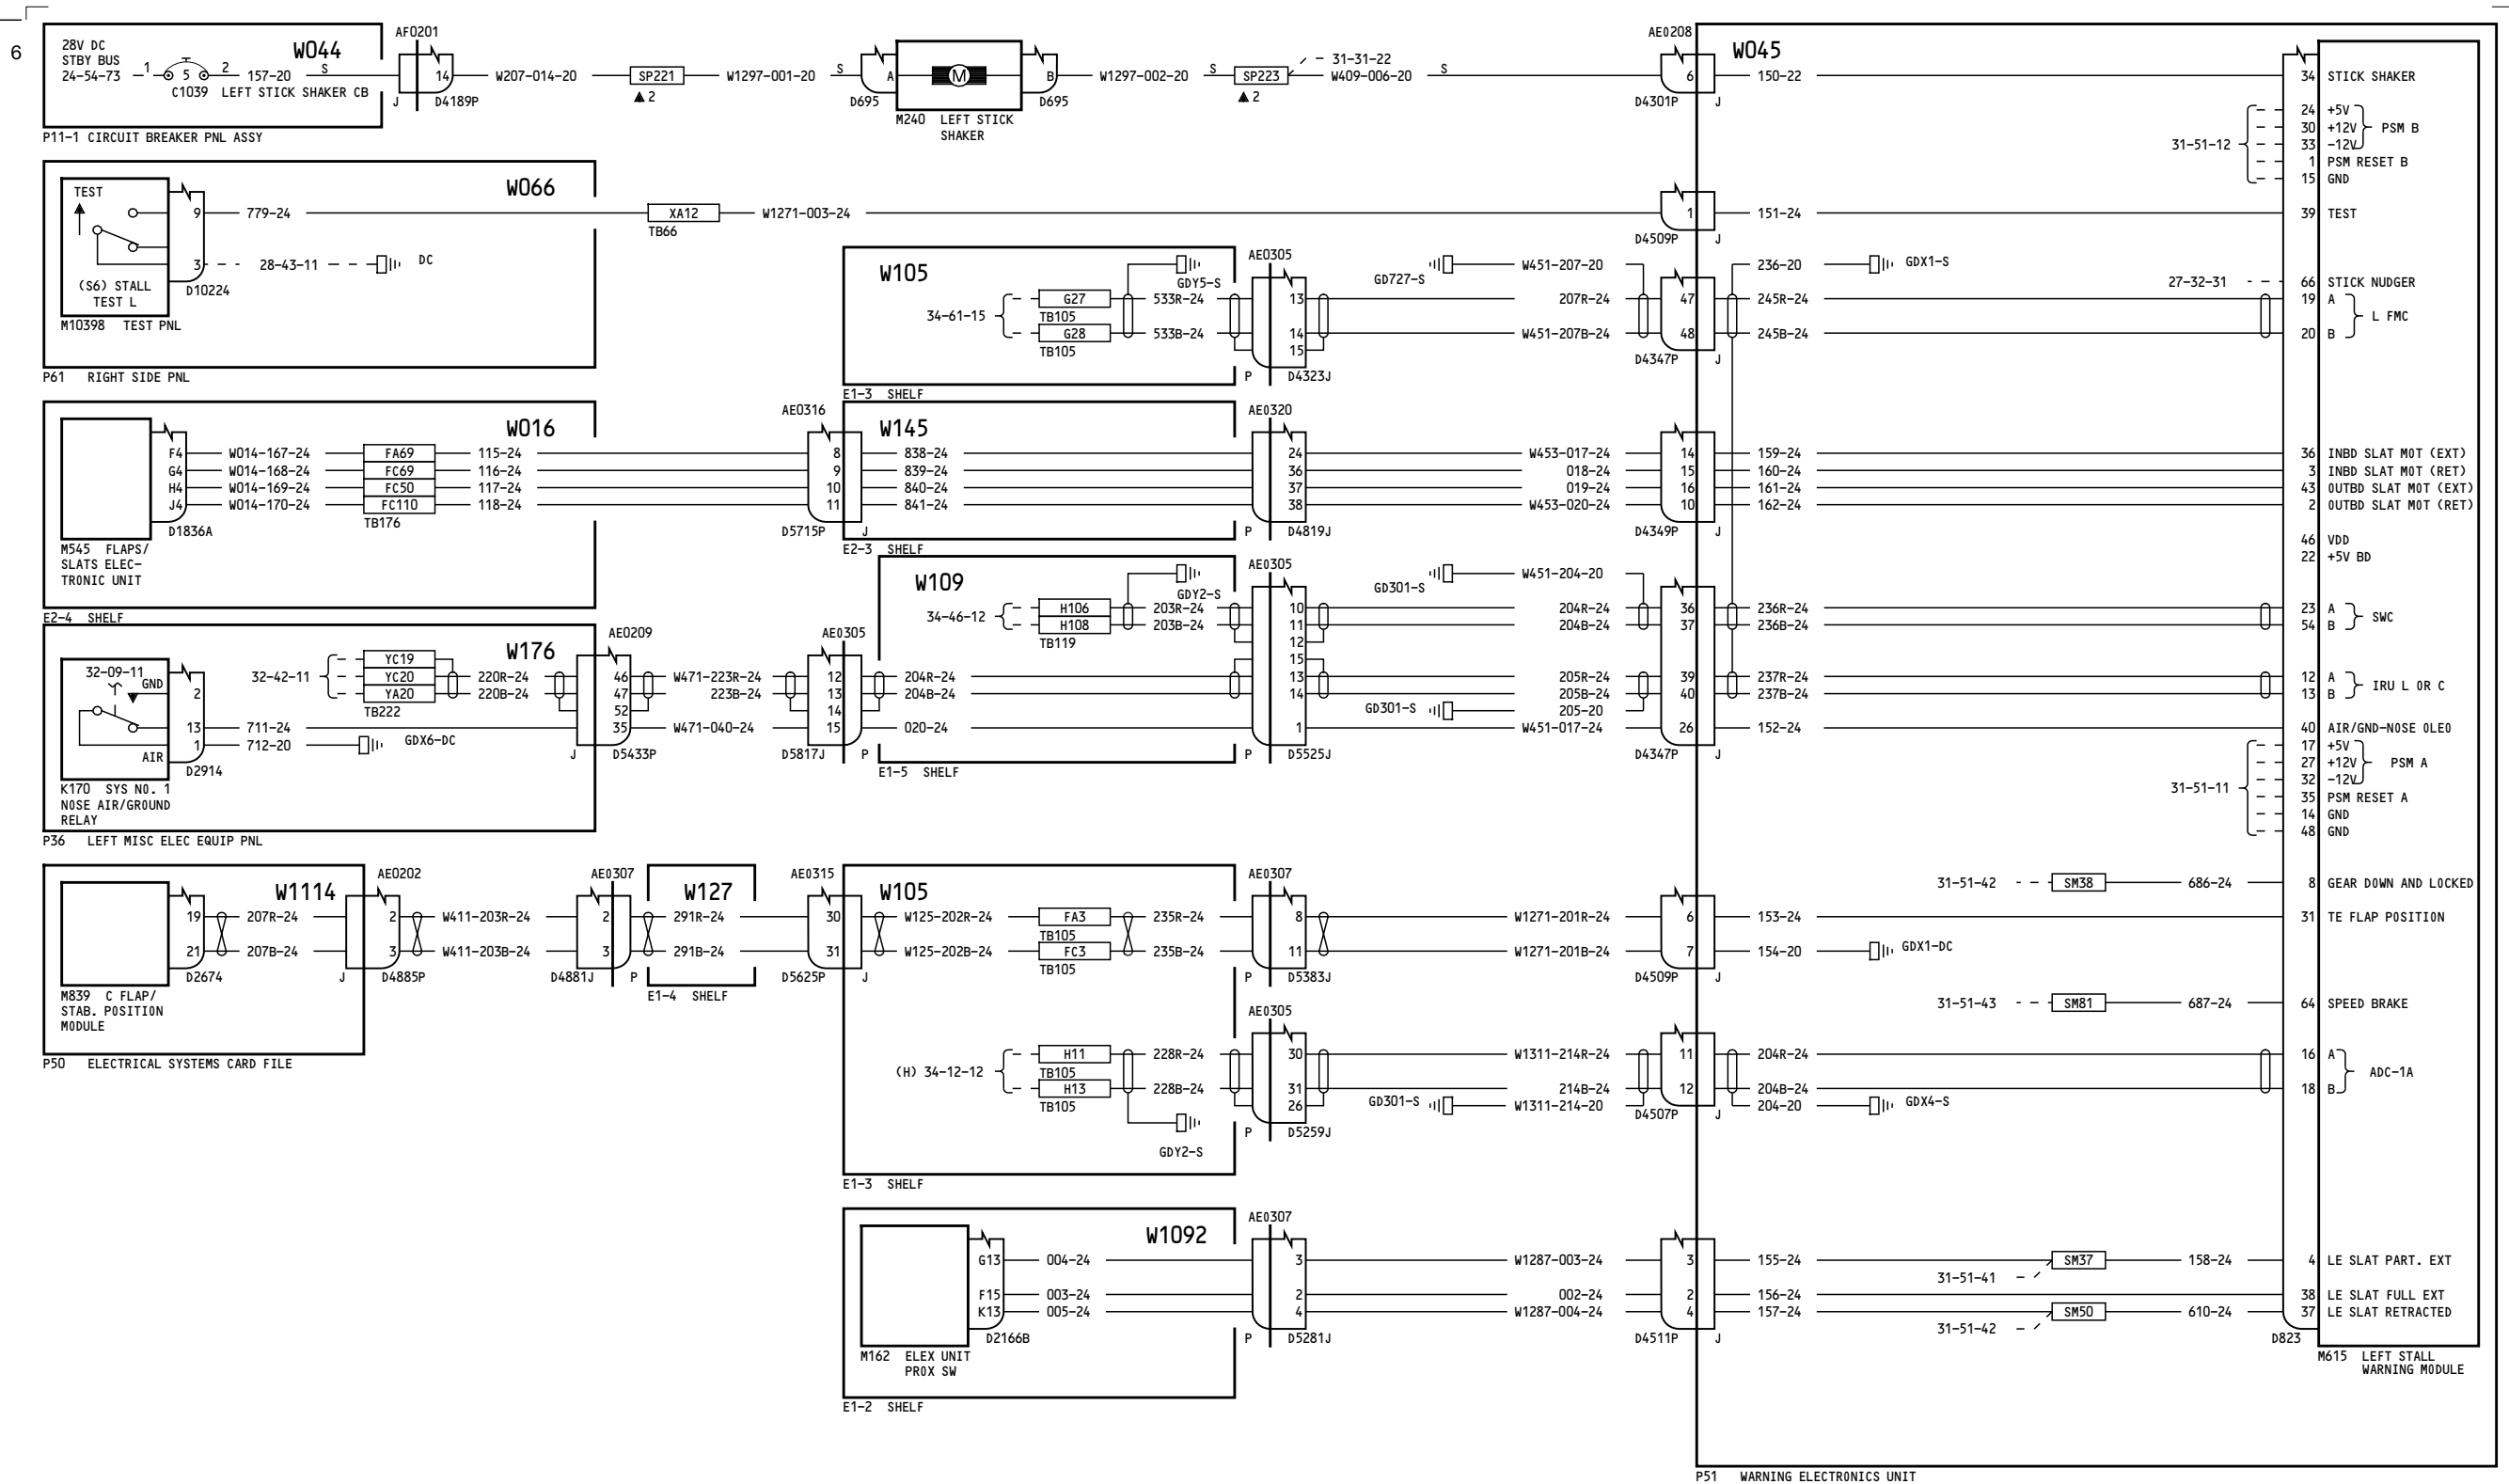 6
28V DC
STBY BUS
24-54-73
1
5
2
157-20
S
W044
C1039
LEFT STICK SHAKER CB
P11-1 CIRCUIT BREAKER PNL ASSY
AF0201
14
J
D4189P
W207-014-20
SP221
2
W1297-001-20
S
A
M
B
D695
D695
M240 LEFT STICK
SHAKER
W1297-002-20
S
SP223
2
31-31-22
W409-006-20
S
AE0208
6
D4301P
J
W045
150-22
34 STICK SHAKER
31-51-12
24 +5V
30 +12V
33 -12V
PSM B
1 PSM RESET B
15 GND
TEST
(S6) STALL
TEST L
M10398 TEST PNL
W066
9
779-24
3
28-43-11
DC
D10224
P61 RIGHT SIDE PNL
XA12
TB66
W1271-003-24
1
D4509P
J
151-24
39 TEST
W105
34-61-15
G27
TB105
G28
TB105
GDY5-S
533R-24
533B-24
AE0305
13
14
15
P
D4323J
E1-3 SHELF
GD727-S
W451-207-20
207R-24
W451-207B-24
47
48
D4347P
J
236-20
GDX1-S
245R-24
245B-24
27-32-31
66 STICK NUDGER
19 A
20 B
L FMC
W016
F4 W014-167-24 FA69 115-24
G4 W014-168-24 FC69 116-24
H4 W014-169-24 FC50 117-24
J4 W014-170-24 FC110 118-24
TB176
D1836A
M545 FLAPS/
SLATS ELEC-
TRONIC UNIT
E2-4 SHELF
AE0316
8
9
10
11
D5715P
J
W145
838-24
839-24
840-24
841-24
E2-3 SHELF
AE0320
24
36
37
38
P
D4819J
W453-017-24
018-24
019-24
W453-020-24
14
15
16
10
D4349P
J
159-24
160-24
161-24
162-24
36 INBD SLAT MOT (EXT)
3 INBD SLAT MOT (RET)
43 OUTBD SLAT MOT (EXT)
2 OUTBD SLAT MOT (RET)
46 VDD
22 +5V BD
W109
34-46-12
H106
H108
TB119
GDY2-S
203R-24
203B-24
AE0305
10
11
12
15
13
14
1
P
D5525J
E1-5 SHELF
204R-24
204B-24
020-24
GD301-S
W451-204-20
204R-24
204B-24
205R-24
205B-24
GD301-S
205-20
W451-017-24
36
37
39
40
26
D4347P
J
236R-24
236B-24
237R-24
237B-24
152-24
23 A
54 B
SWC
12 A
13 B
IRU L OR C
40 AIR/GND-NOSE OLEO
31-51-11
17 +5V
27 +12V
32 -12V
PSM A
35 PSM RESET A
14 GND
48 GND
W176
32-09-11
GND
AIR
2
13
1
D2914
K170 SYS NO. 1
NOSE AIR/GROUND
RELAY
32-42-11
YC19
YC20
YA20
TB222
220R-24
220B-24
711-24
712-20
GDX6-DC
P36 LEFT MISC ELEC EQUIP PNL
AE0209
46
47
52
35
J
D5433P
W471-223R-24
223B-24
W471-040-24
AE0305
12
13
14
15
D5817J
P
W1114
19
21
D2674
207R-24
207B-24
M839 C FLAP/
STAB. POSITION
MODULE
P50 ELECTRICAL SYSTEMS CARD FILE
AE0202
2
3
J
D4885P
W411-203R-24
W411-203B-24
AE0307
2
3
D4881J
P
W127
291R-24
291B-24
E1-4 SHELF
AE0315
30
31
D5625P
J
W105
W125-202R-24
W125-202B-24
FA3
TB105
FC3
TB105
235R-24
235B-24
AE0307
8
11
P
D5383J
W1271-201R-24
W1271-201B-24
6
7
D4509P
J
153-24
154-20
GDX1-DC
31-51-42
SM38
686-24
8 GEAR DOWN AND LOCKED
31 TE FLAP POSITION
31-51-43
SM81
687-24
64 SPEED BRAKE
(H) 34-12-12
H11
TB105
H13
TB105
228R-24
228B-24
GDY2-S
AE0305
30
31
26
P
D5259J
E1-3 SHELF
W1311-214R-24
214B-24
GD301-S
W1311-214-20
11
12
D4507P
J
204R-24
204B-24
204-20
GDX4-S
16 A
18 B
ADC-1A
W1092
G13
F15
K13
D2166B
004-24
003-24
005-24
M162 ELEX UNIT
PROX SW
E1-2 SHELF
AE0307
3
2
4
P
D5281J
W1287-003-24
002-24
W1287-004-24
3
2
4
D4511P
J
155-24
156-24
157-24
31-51-41
SM37
158-24
31-51-42
SM50
610-24
4 LE SLAT PART. EXT
38 LE SLAT FULL EXT
37 LE SLAT RETRACTED
D823
M615 LEFT STALL
WARNING MODULE
P51 WARNING ELECTRONICS UNIT